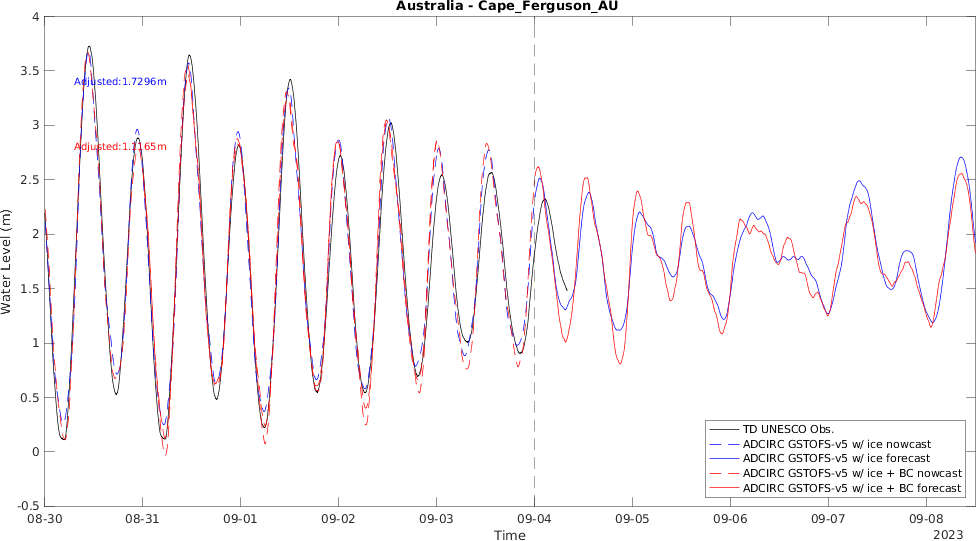 Australia - Cape_Ferguson_AU
Water Level (m)
4
3.5
3
2.5
2
1.5
1
0.5
0
-0.5
Adjusted:1.7296m
08-30
08-31
09-01
09-02
09-03
09-04
09-05
09-06
09-07
09-08
Time
2023
TD UNESCO Obs.
ADCIRC GSTOFS-v5 w/ ice nowcast
ADCIRC GSTOFS-v5 w/ ice forecast
ADCIRC GSTOFS-v5 w/ ice + BC nowcast
ADCIRC GSTOFS-v5 w/ ice + BC forecast